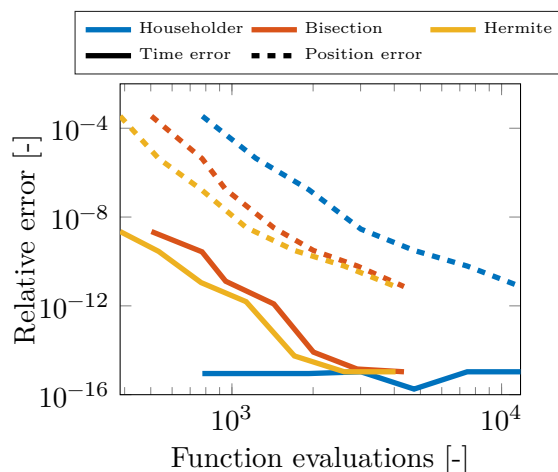 Householder Bisection Hermite
Time error Position error
10^-4
10^-8
10^-12
10^-16
10^3 10^4
Relative error [-]
Function evaluations [-]